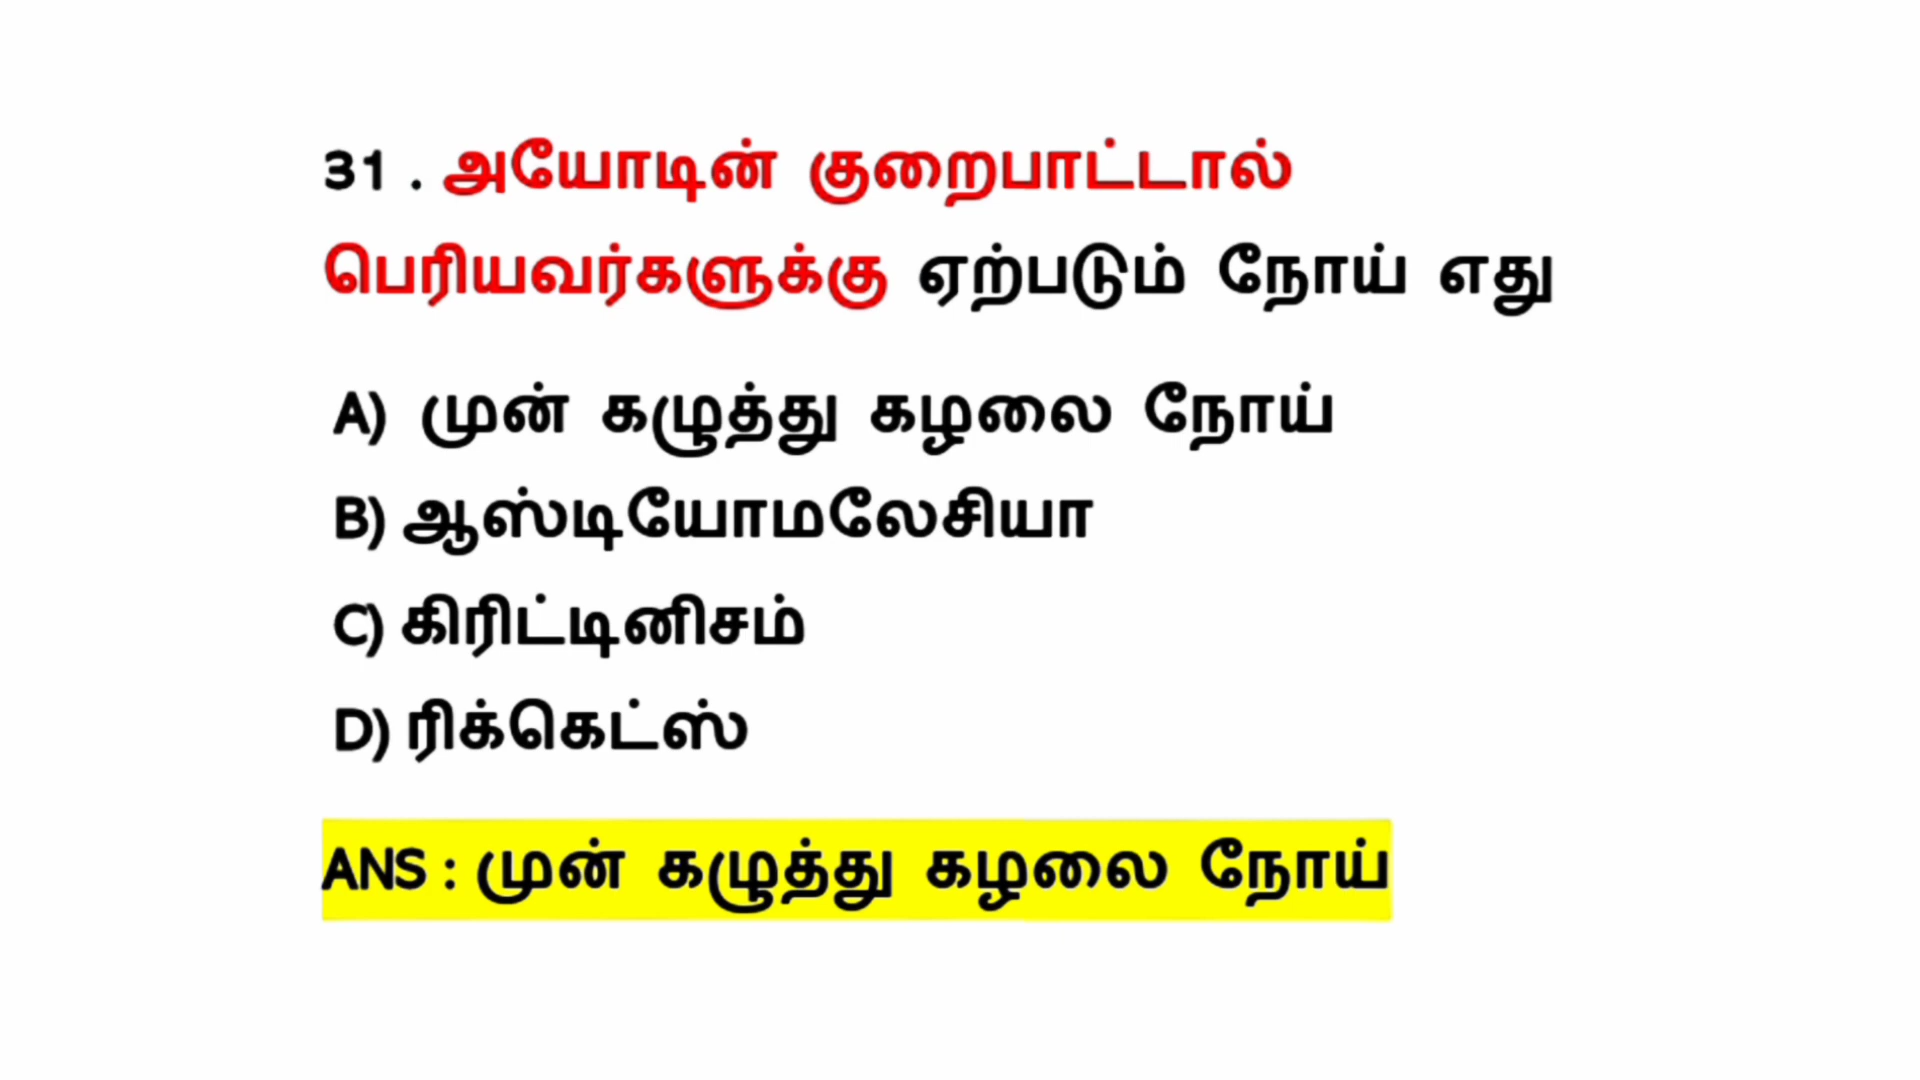 31 . அயோடின் குறைபாட்டால்
பெரியவர்களுக்கு ஏற்படும் நோய் எது
A) முன் கழுத்து கழலை நோய்
B) ஆஸ்டியோமலேசியா
C) கிரிட்டினிசம்
D) ரிக்கெட்ஸ்
ANS : முன் கழுத்து கழலை நோய்